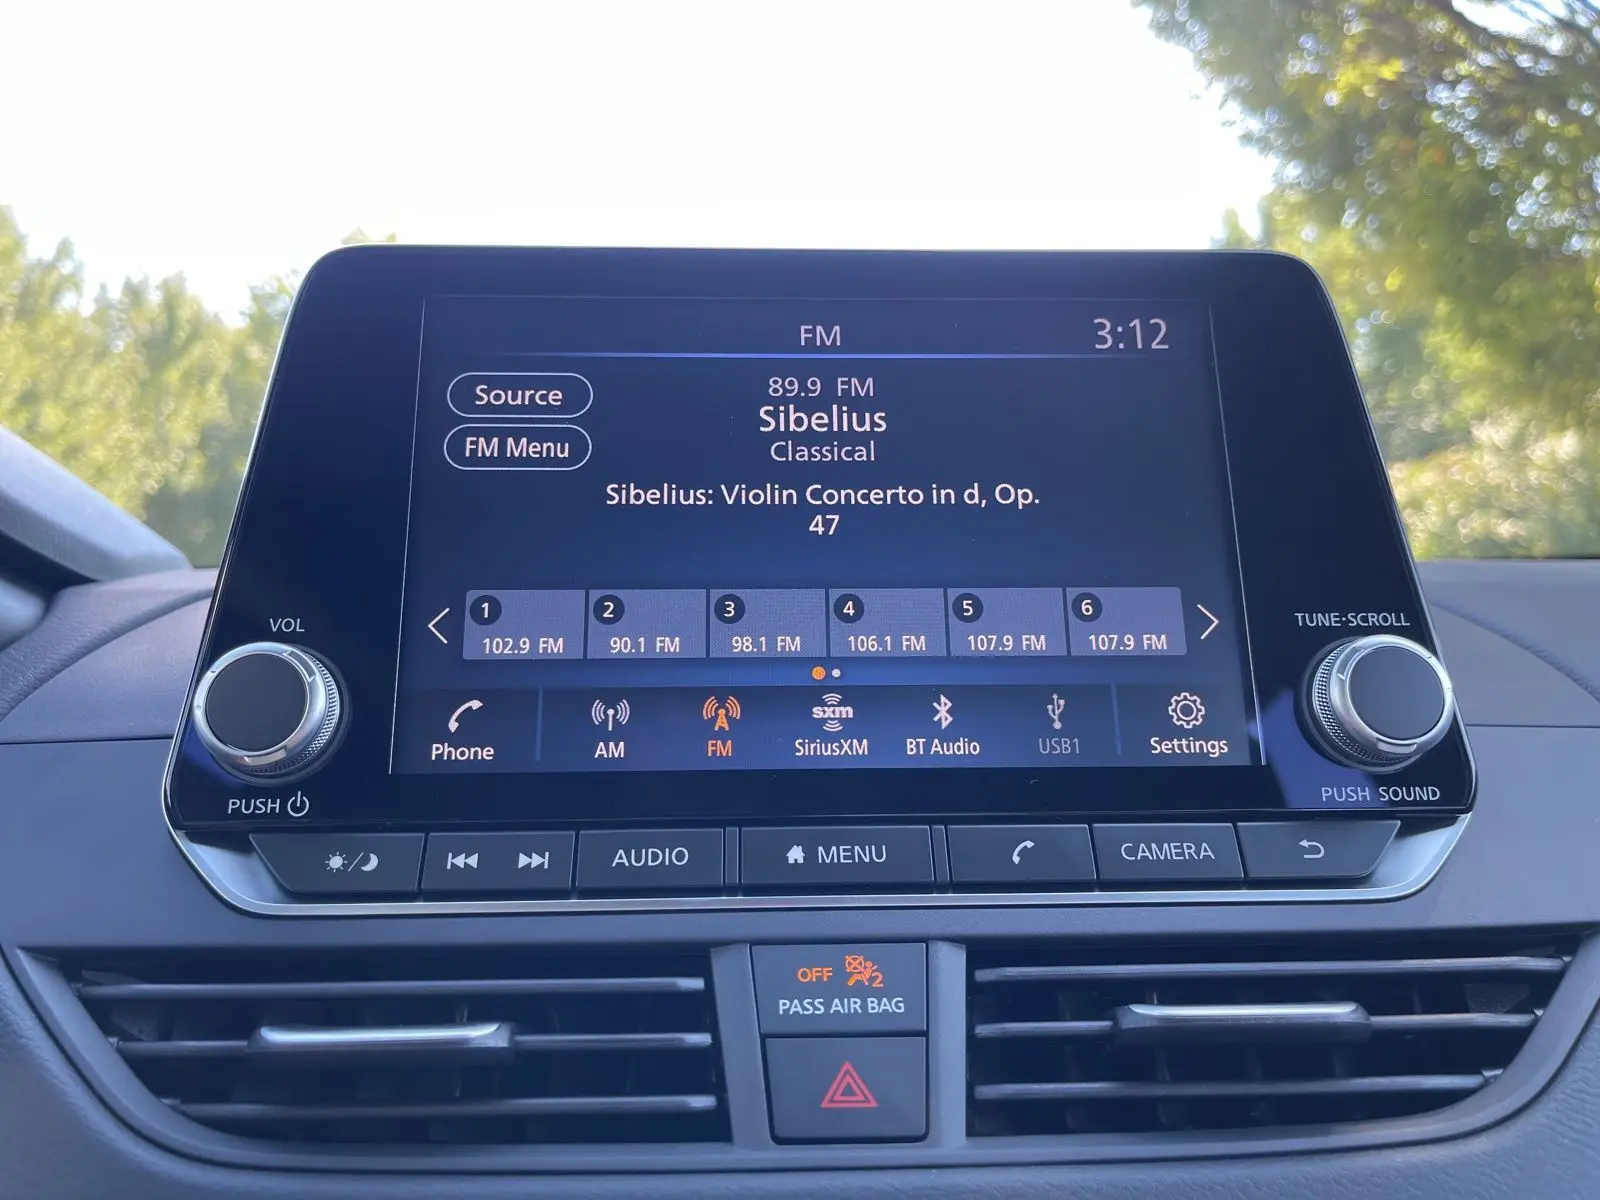 FM
3:12
Source
FM Menu
89.9 FM
Sibelius
Classical
Sibelius: Violin Concerto in d, Op.
47
1
102.9 FM
2
90.1 FM
3
98.1 FM
4
106.1 FM
5
107.9 FM
6
107.9 FM
VOL
TUNE·SCROLL
Phone
AM
FM
sxm
SiriusXM
BT Audio
USB1
Settings
PUSH
PUSH SOUND
AUDIO
MENU
CAMERA
OFF 2
PASS AIR BAG